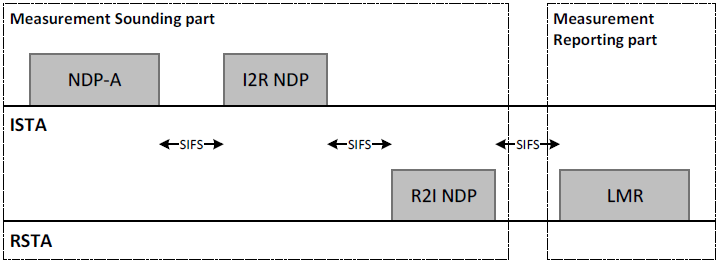 Measurement Sounding part
Measurement
Reporting part
NDP-A
I2R NDP
ISTA
SIFS
SIFS
SIFS
R2I NDP
LMR
RSTA